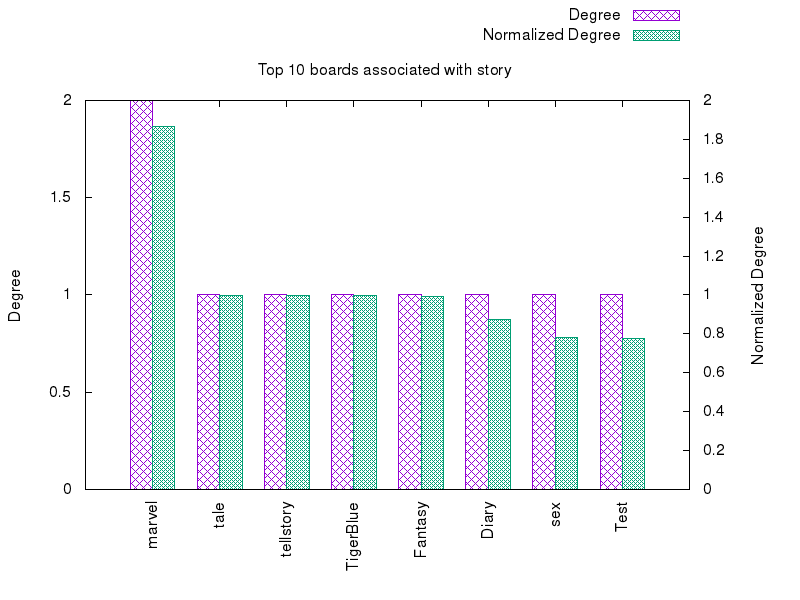 Degree
Normalized Degree
Top 10 boards associated with story
2
1.5
1
0.5
0
Degree
2
1.8
1.6
1.4
1.2
1
0.8
0.6
0.4
0.2
0
Normalized Degree
marvel
tale
tellstory
TigerBlue
Fantasy
Diary
sex
Test